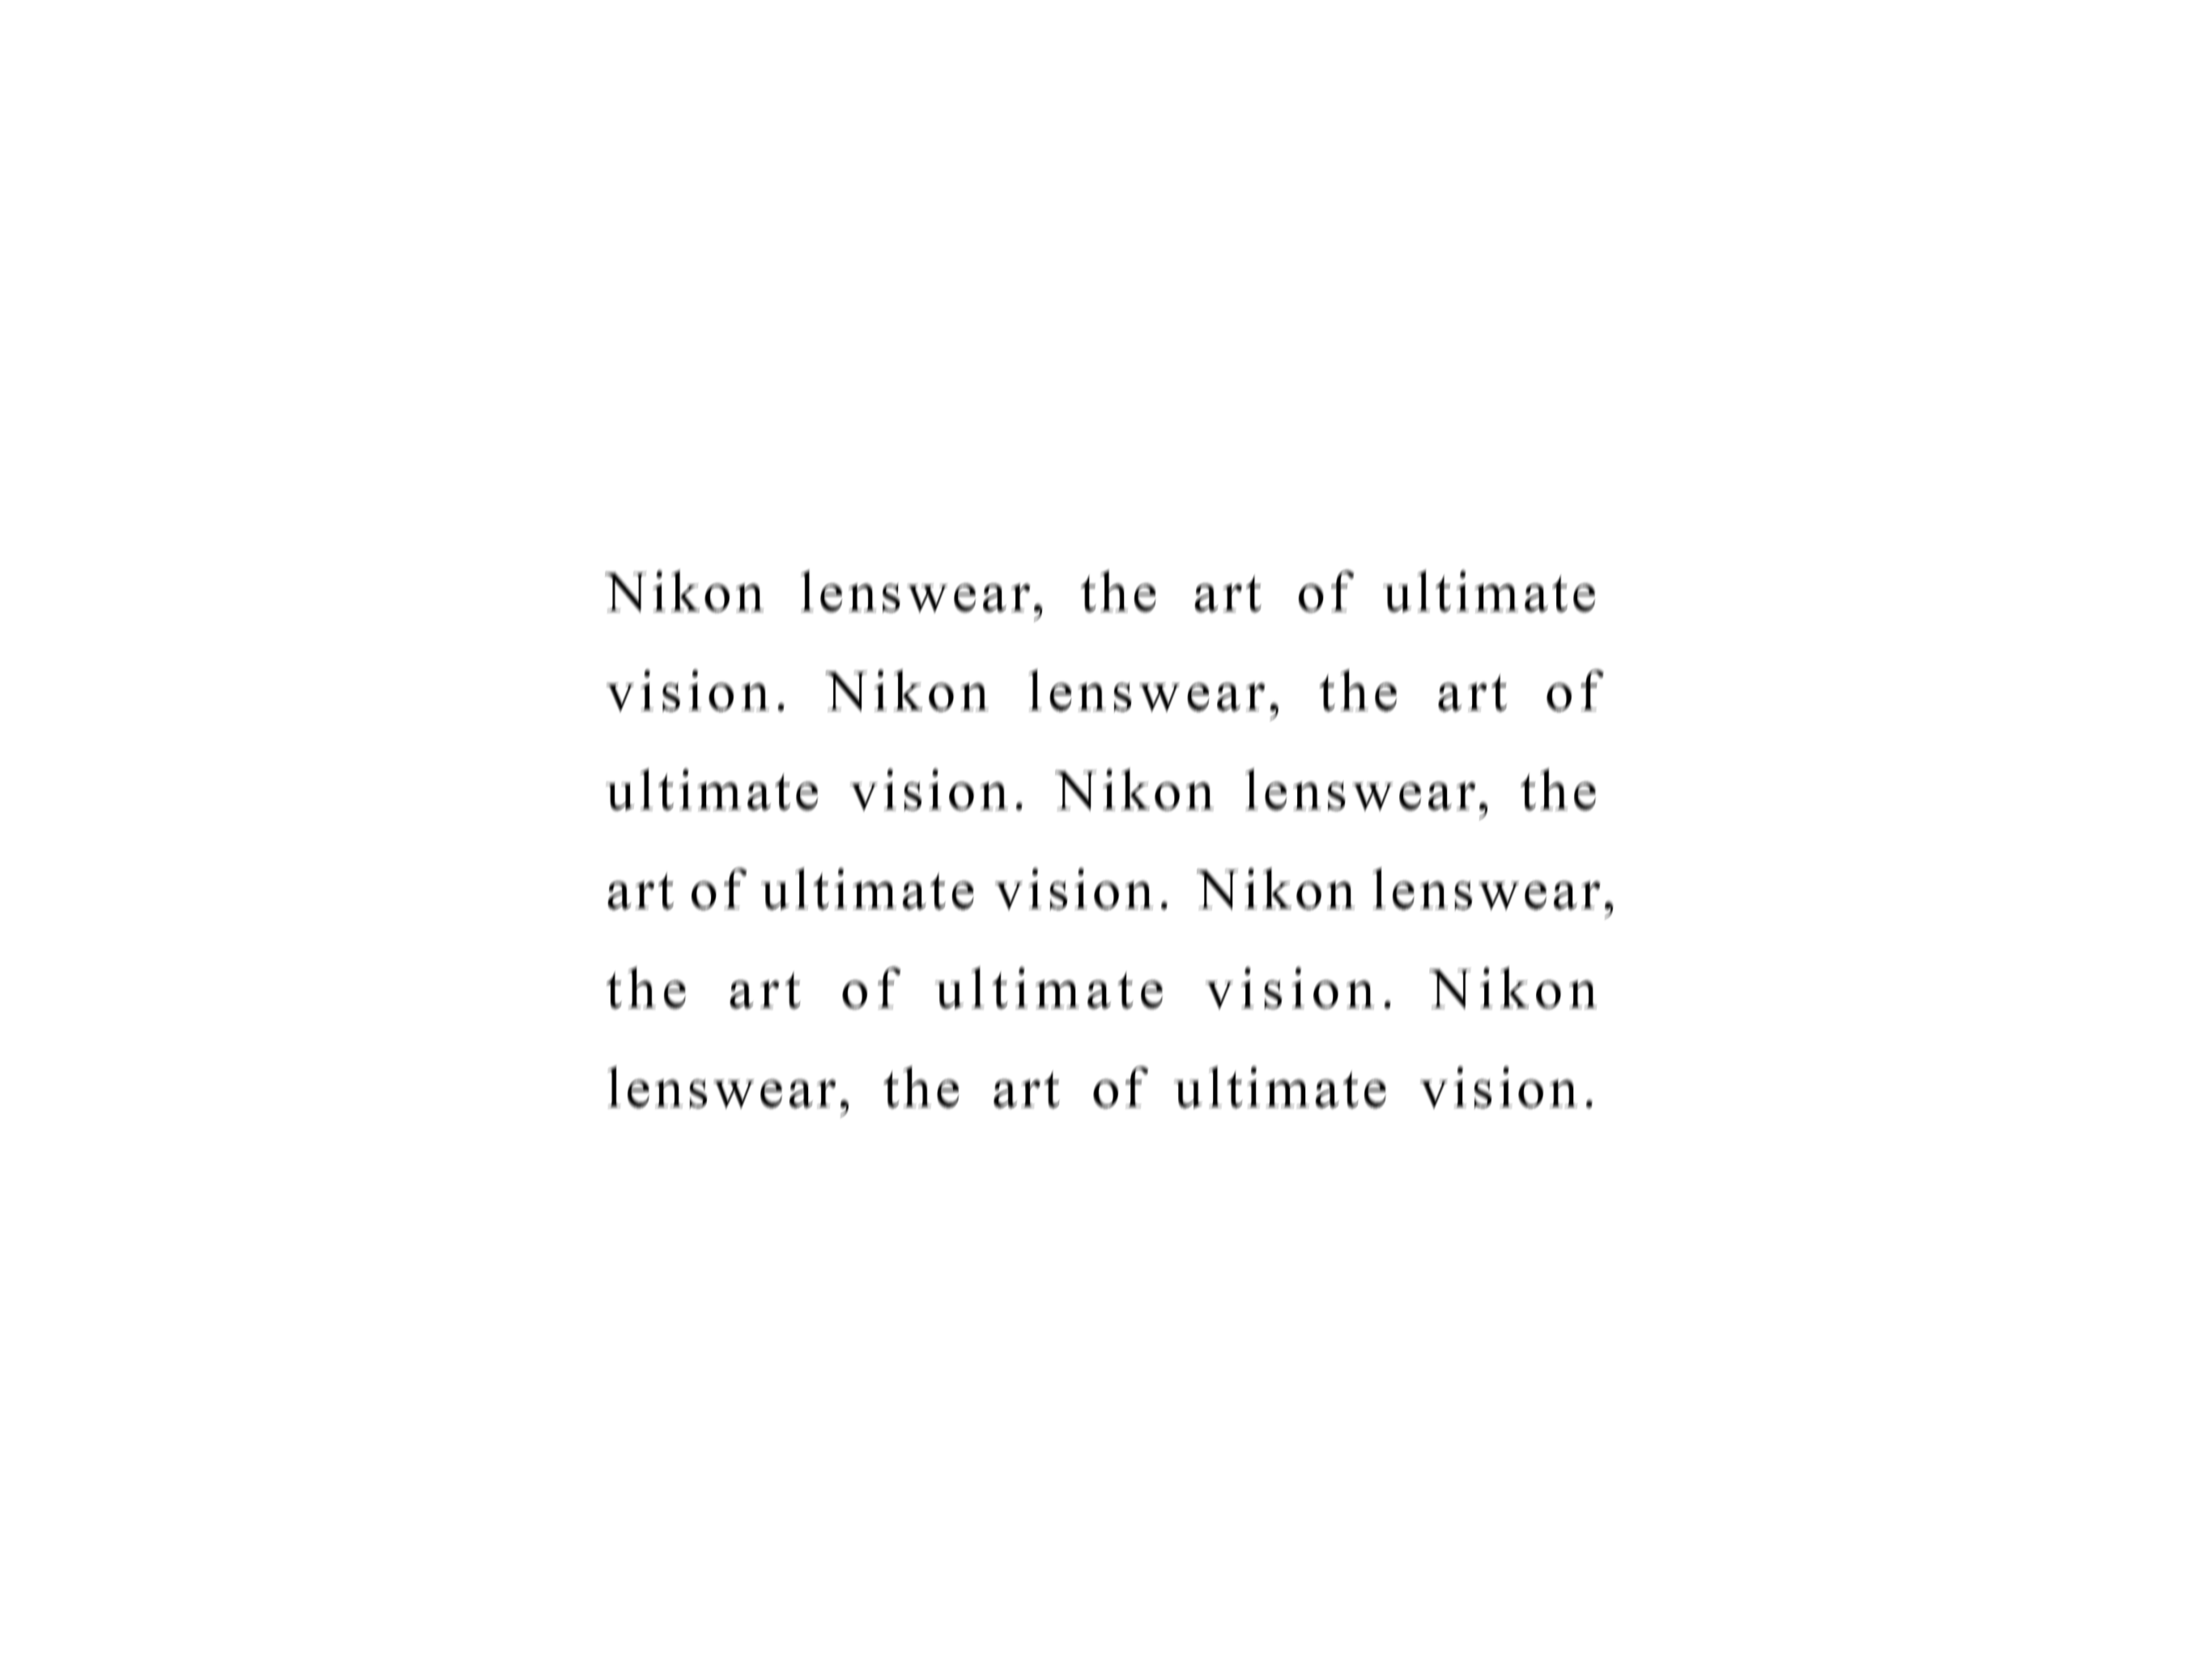 Nikon lenswear, the art of ultimate
vision. Nikon lenswear, the art of
ultimate vision. Nikon lenswear, the
art of ultimate vision. Nikon lenswear,
the art of ultimate vision. Nikon
lenswear, the art of ultimate vision.